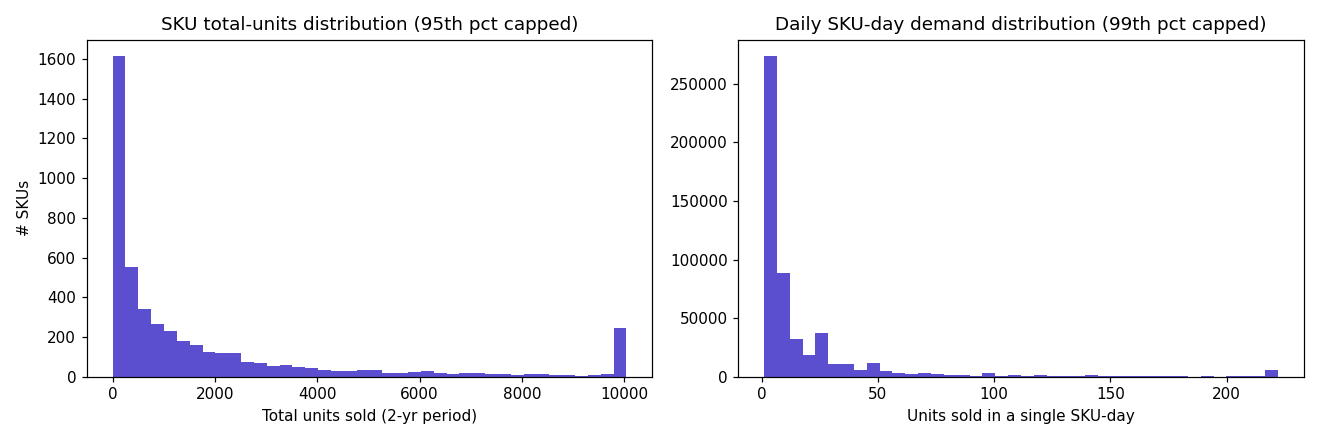 SKU total-units distribution (95th pct capped)
# SKUs
1600
1400
1200
1000
800
600
400
200
0
0 2000 4000 6000 8000 10000
Total units sold (2-yr period)
Daily SKU-day demand distribution (99th pct capped)
250000
200000
150000
100000
50000
0
0 50 100 150 200
Units sold in a single SKU-day